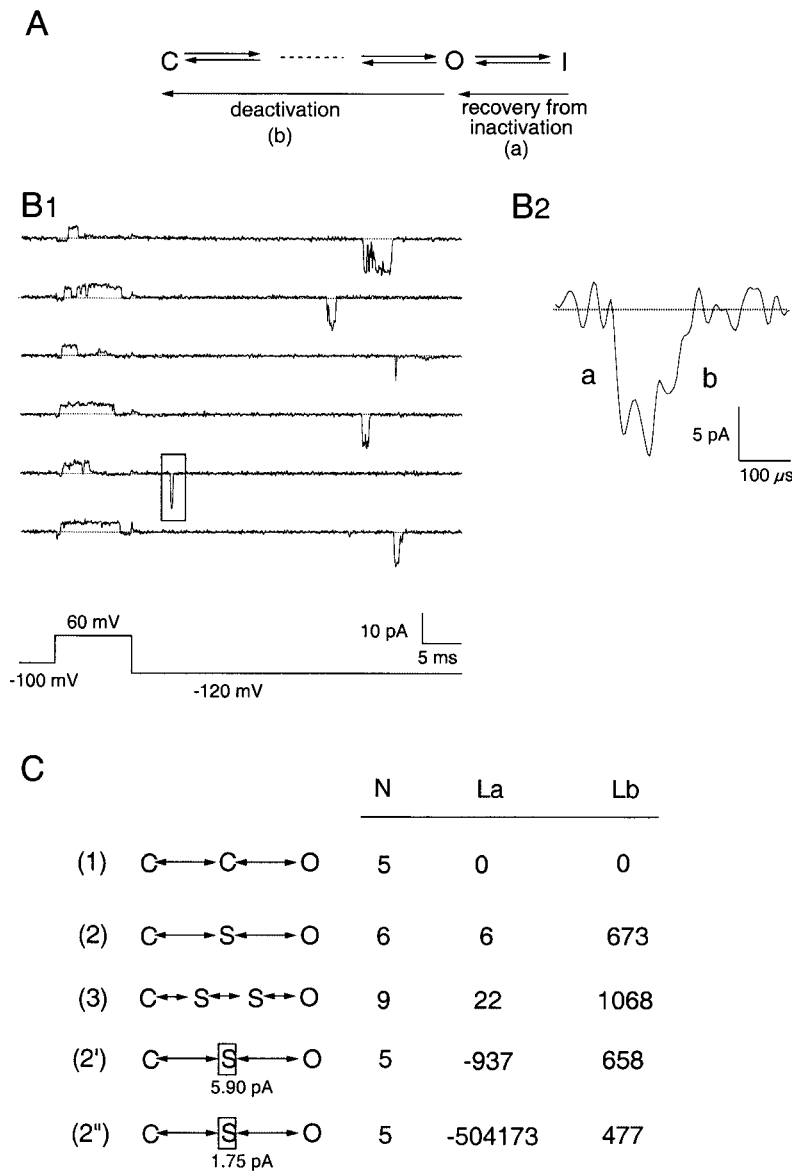 A
C O I
deactivation
(b)
recovery from
inactivation
(a)
B1
B2
a b
5 pA
100 µs
60 mV
-100 mV
-120 mV
10 pA
5 ms
C
N La Lb
(1) C C O 5 0 0
(2) C S O 6 6 673
(3) C S S O 9 22 1068
(2') C S O 5 -937 658
5.90 pA
(2'') C S O 5 -504173 477
1.75 pA